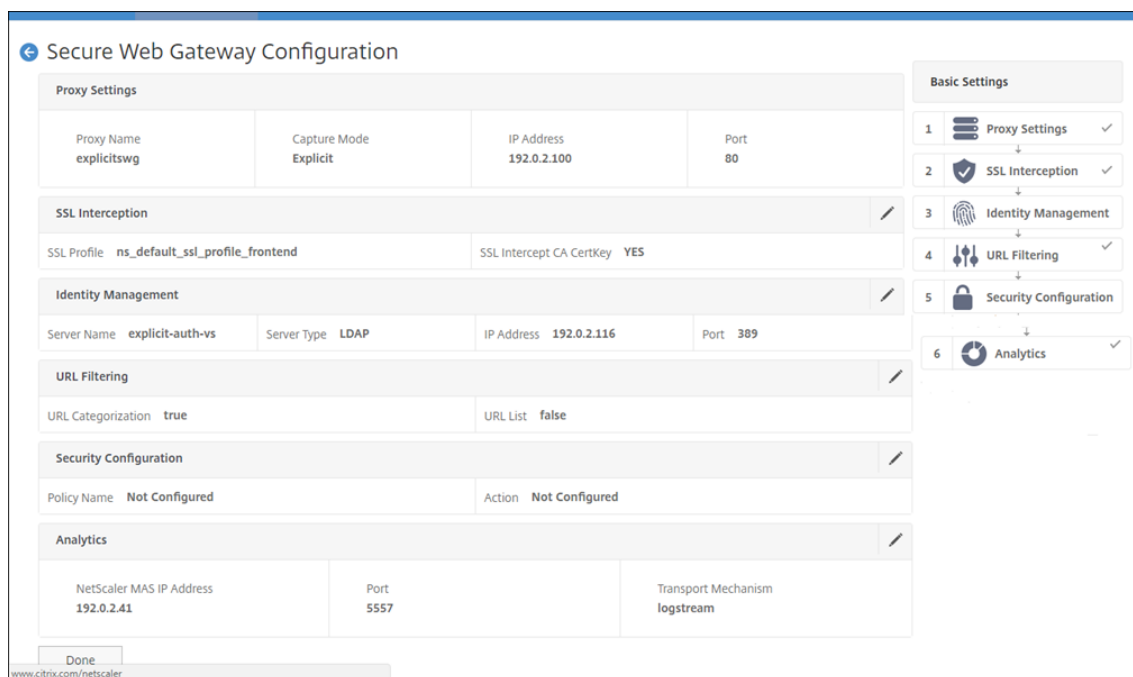 Secure Web Gateway Configuration
Proxy Settings
Proxy Name
explicitswg
Capture Mode
Explicit
IP Address
192.0.2.100
Port
80
SSL Interception
SSL Profile ns_default_ssl_profile_frontend
SSL Intercept CA CertKey YES
Identity Management
Server Name explicit-auth-vs
Server Type LDAP
IP Address 192.0.2.116
Port 389
URL Filtering
URL Categorization true
URL List false
Security Configuration
Policy Name Not Configured
Action Not Configured
Analytics
NetScaler MAS IP Address
192.0.2.41
Port
5557
Transport Mechanism
logstream
Done
www.citrix.com/netscaler
Basic Settings
1 Proxy Settings
2 SSL Interception
3 Identity Management
4 URL Filtering
5 Security Configuration
6 Analytics